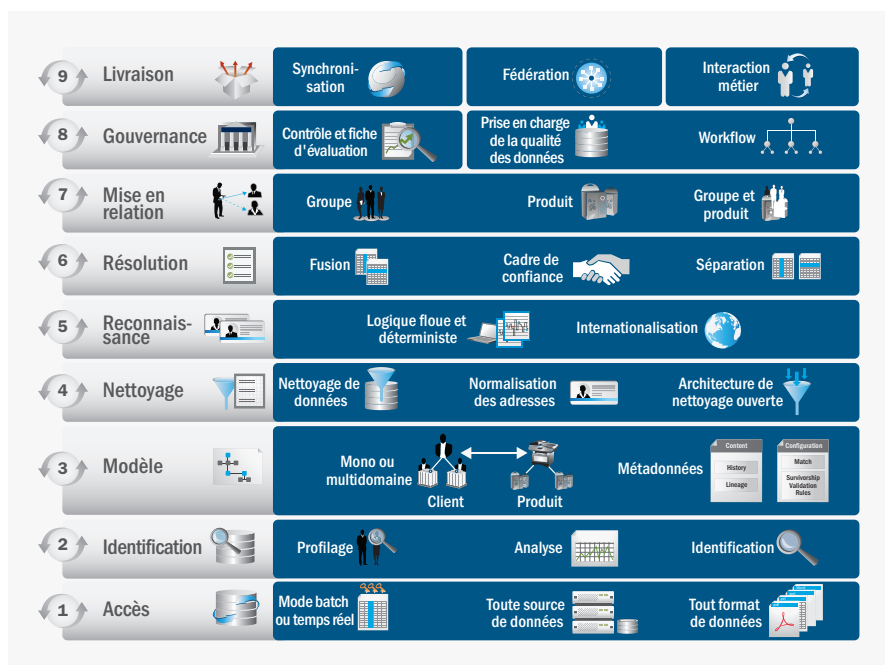 9
Livraison
Synchroni-
sation
Fédération
Interaction
métier
8
Gouvernance
Contrôle et fiche
d'évaluation
Prise en charge
de la qualité
des données
Workflow
7
Mise en
relation
Groupe
Produit
Groupe et
produit
6
Résolution
Fusion
Cadre de
confiance
Séparation
5
Reconnais-
sance
Logique floue et
déterministe
Internationalisation
4
Nettoyage
Nettoyage de
données
Normalisation
des adresses
Architecture de
nettoyage ouverte
3
Modèle
Mono ou
multidomaine
Client
Produit
Métadonnées
Content
History
Lineage
Configuration
Match
Survivorship
Validation
Rules
2
Identification
Profilage
Analyse
Identification
1
Accès
Mode batch
ou temps réel
Toute source
de données
Tout format
de données